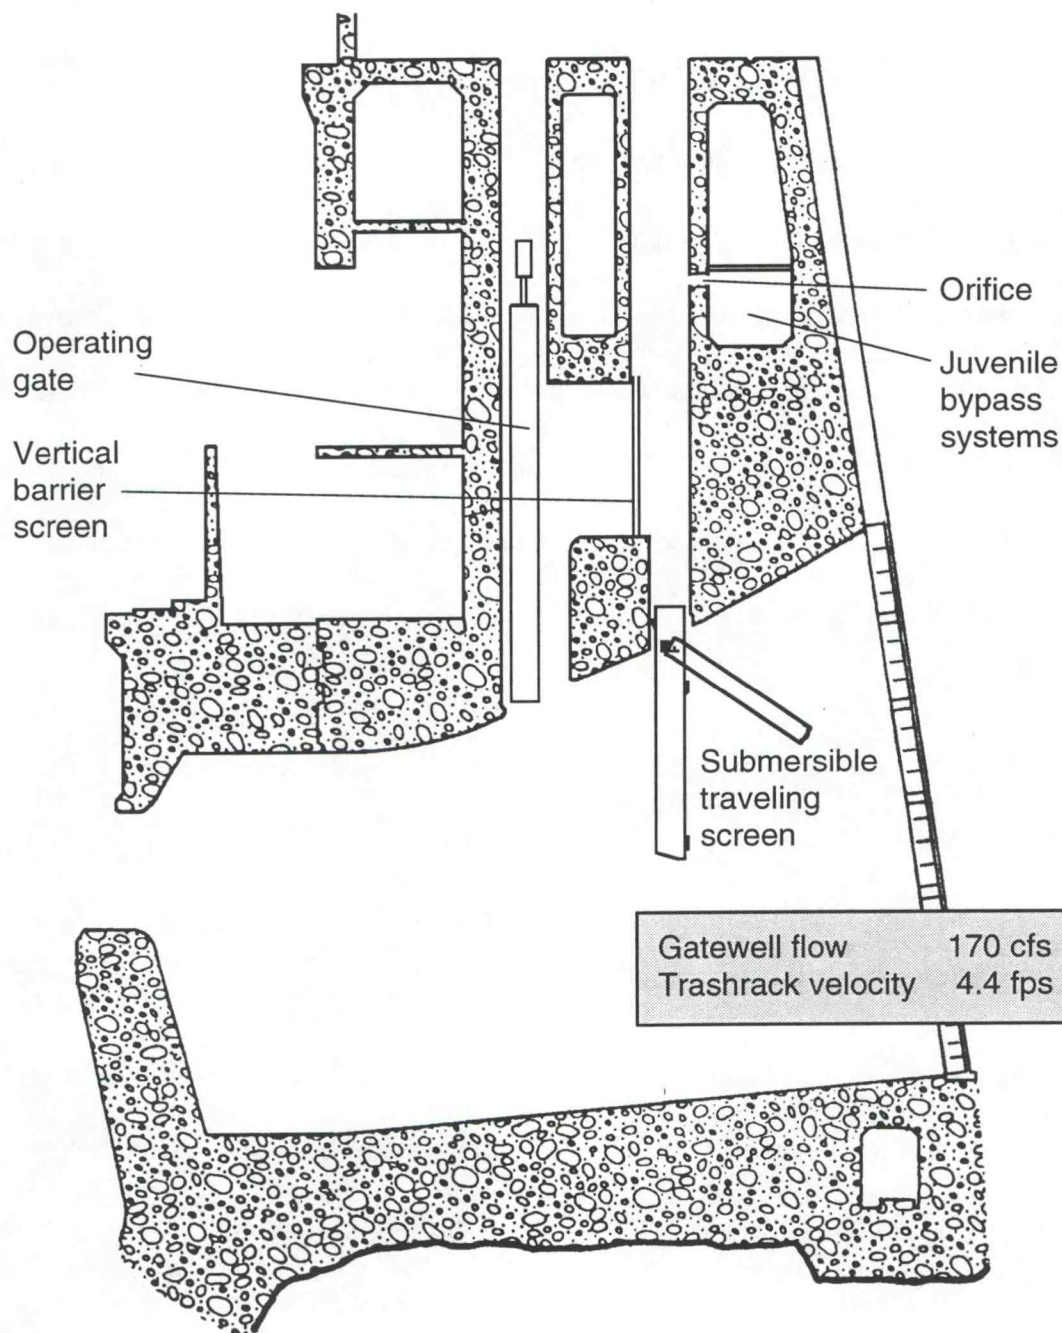 Orifice
Operating
gate
Juvenile
bypass
systems
Vertical
barrier
screen
Submersible
traveling
screen
Gatewell flow 170 cfs
Trashrack velocity 4.4 fps